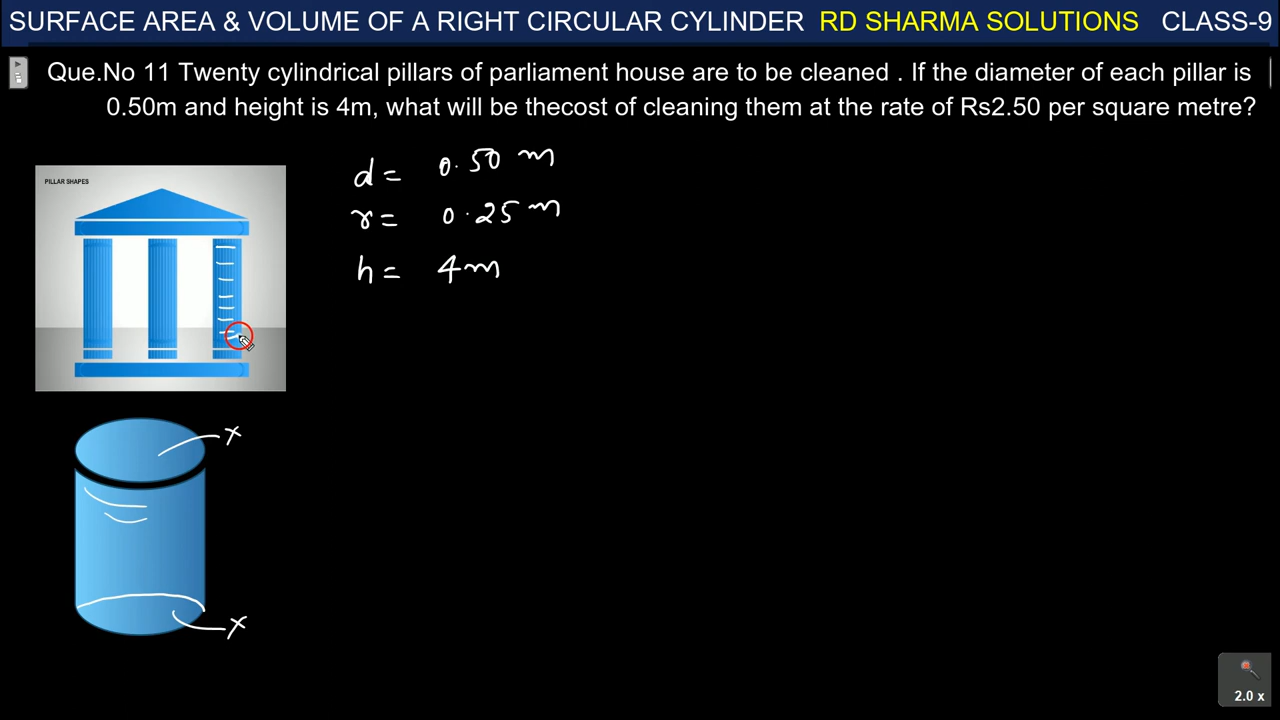 SURFACE AREA & VOLUME OF A RIGHT CIRCULAR CYLINDER RD SHARMA SOLUTIONS CLASS-9
Que.No 11 Twenty cylindrical pillars of parliament house are to be cleaned . If the diameter of each pillar is
0.50m and height is 4m, what will be thecost of cleaning them at the rate of Rs2.50 per square metre?
PILLAR SHAPES
d = 0.50 m
r = 0.25 m
h = 4m
x
x
2.0 x